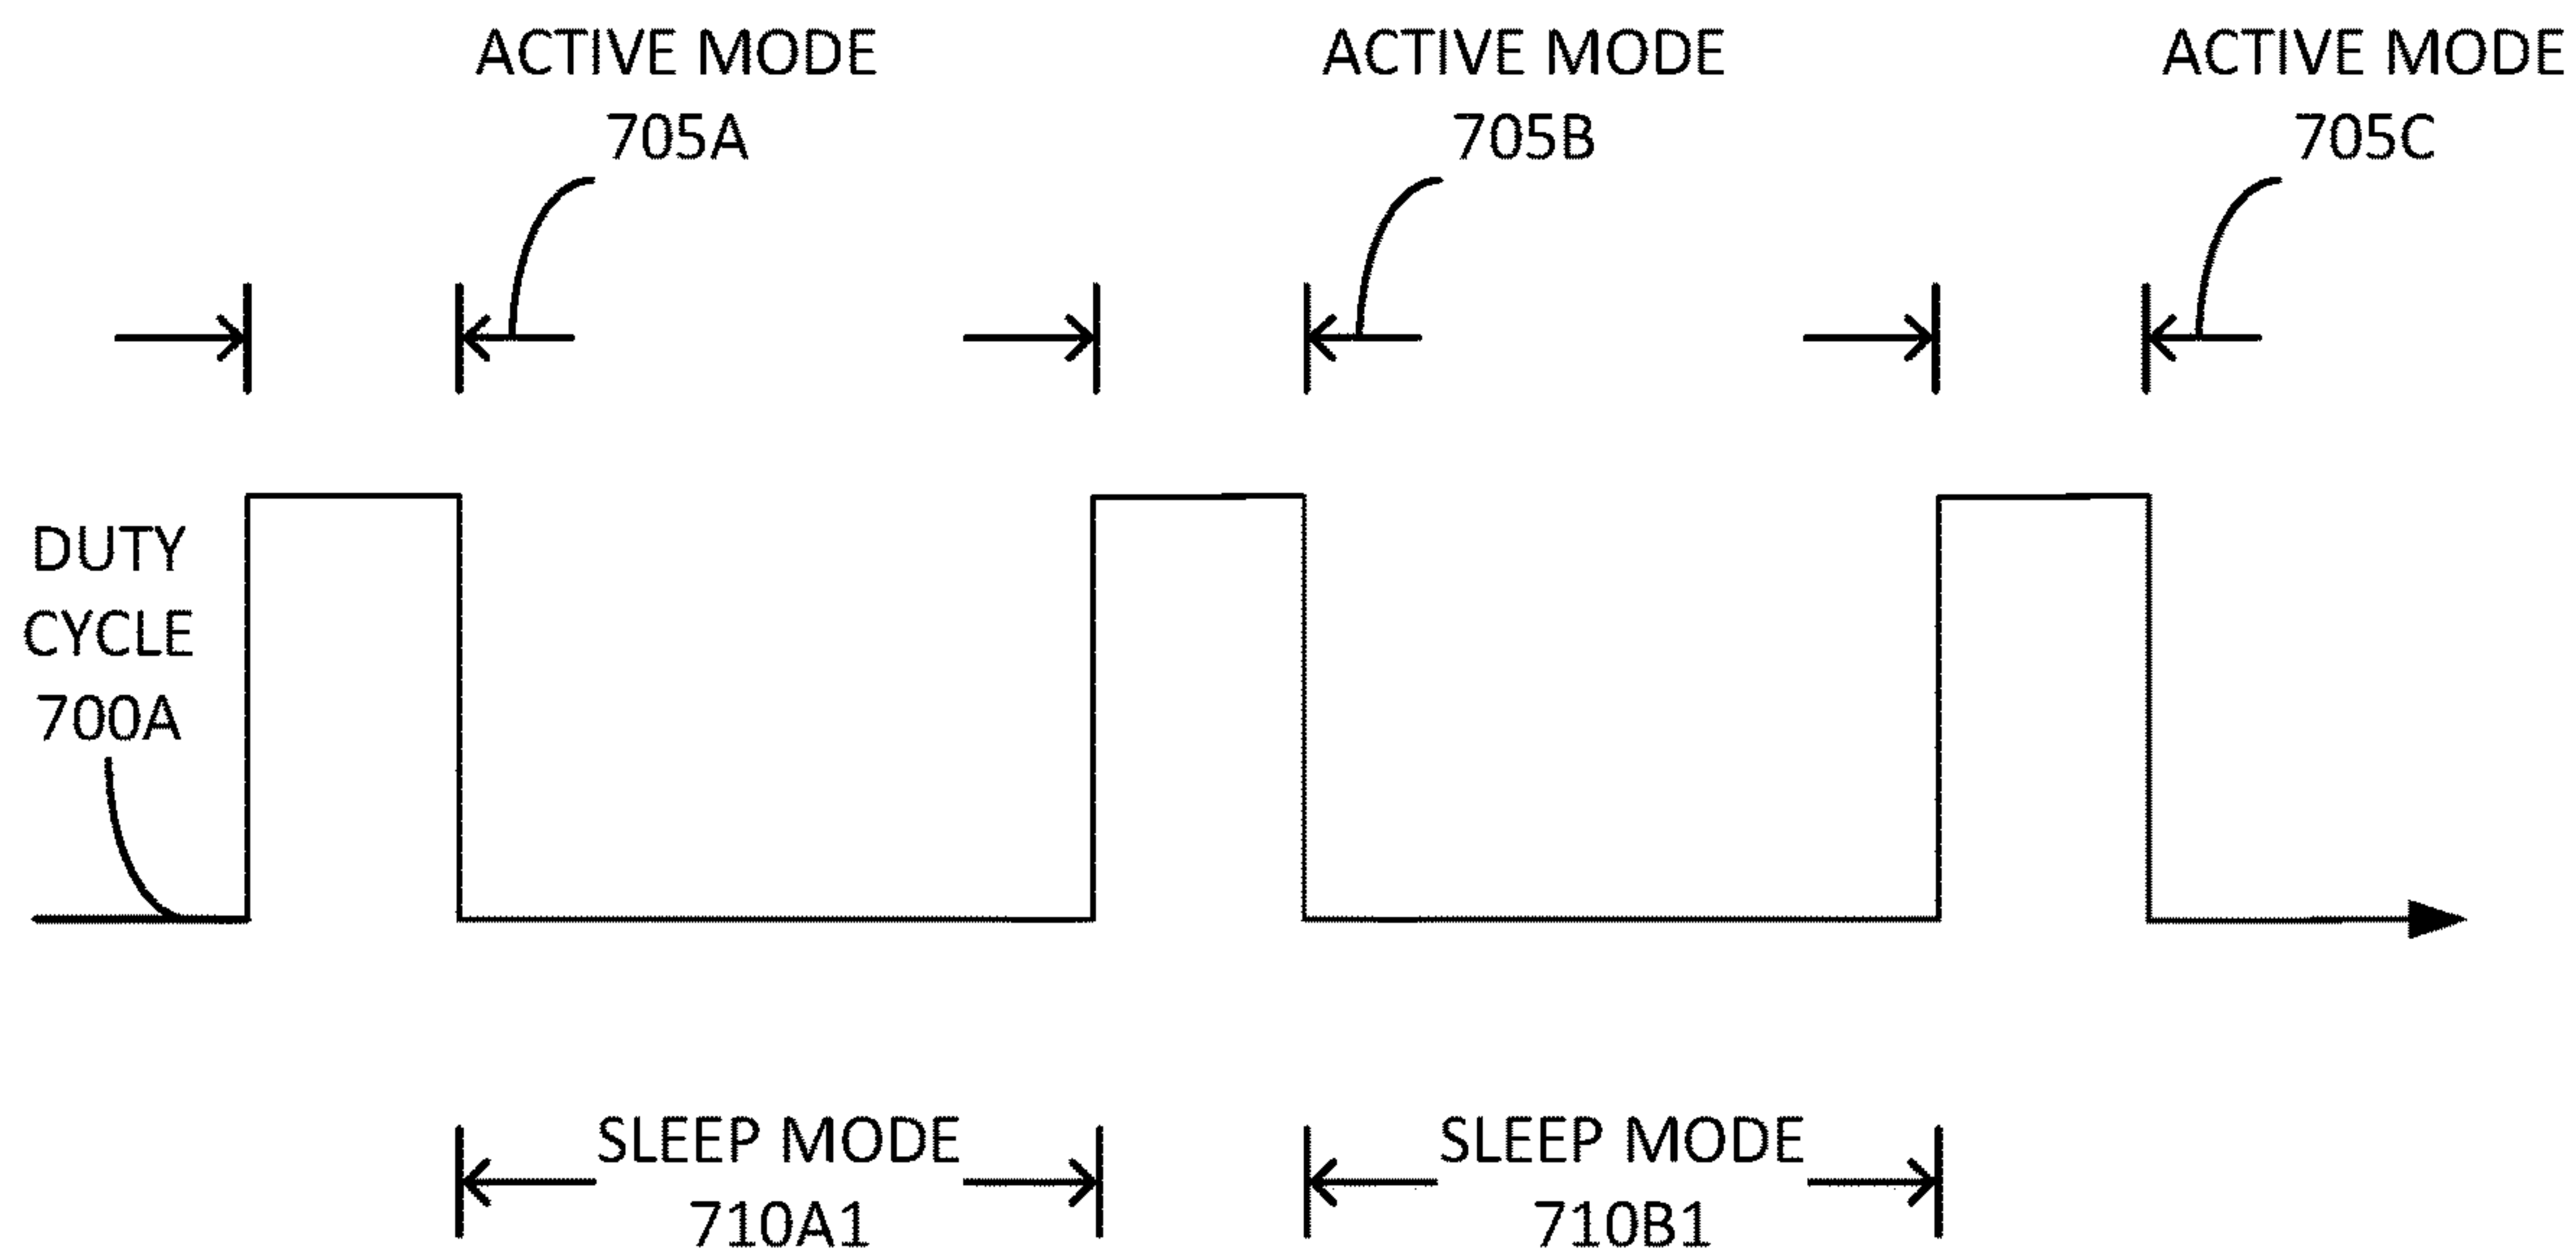 ACTIVE MODE
705A
ACTIVE MODE
705B
ACTIVE MODE
705C
DUTY
CYCLE
700A
SLEEP MODE
710A1
SLEEP MODE
710B1